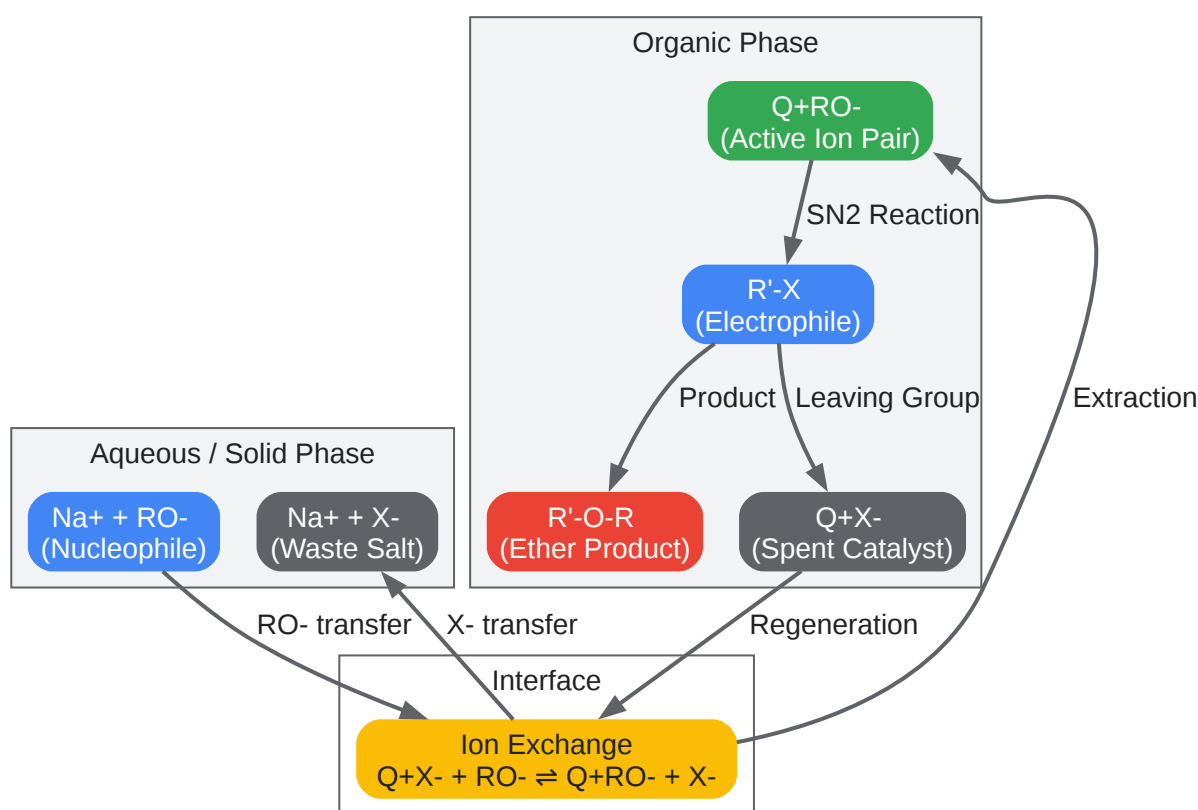 Organic Phase
Q+RO-
(Active Ion Pair)
SN2 Reaction
R'-X
(Electrophile)
Product
Leaving Group
Extraction
Aqueous / Solid Phase
Na+ + RO-
(Nucleophile)
Na+ + X-
(Waste Salt)
R'-O-R
(Ether Product)
Q+X-
(Spent Catalyst)
RO- transfer
X- transfer
Regeneration
Interface
Ion Exchange
Q+X- + RO- ⇌ Q+RO- + X-